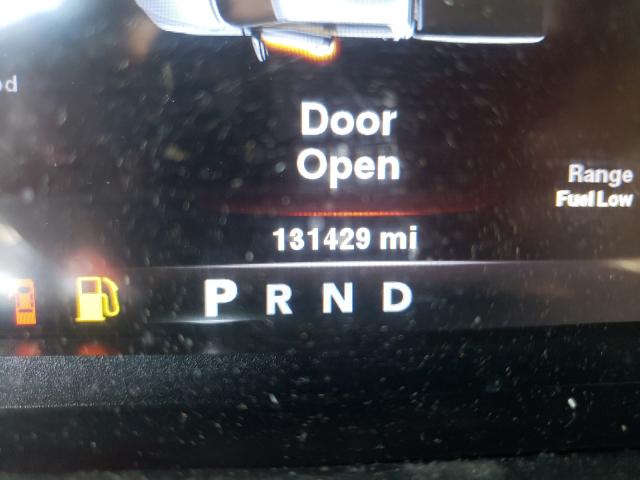 Door
Open
Range
Fuel Low
131429 mi
P R N D